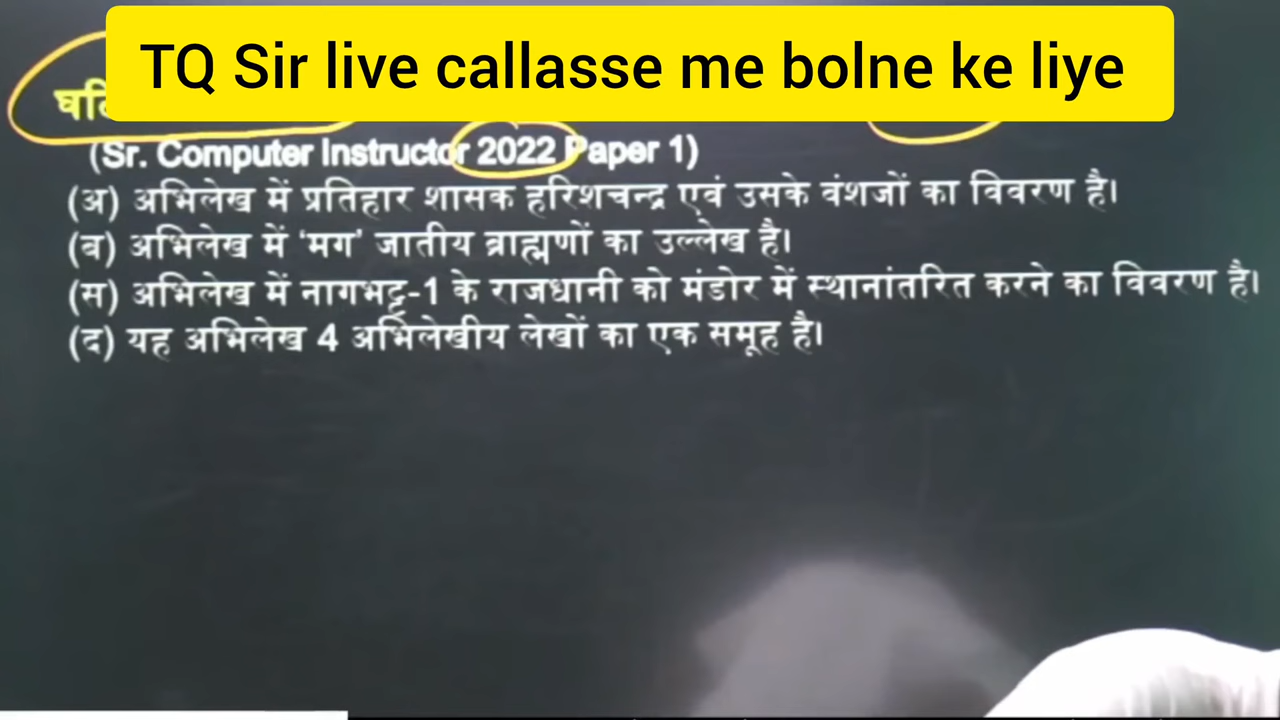 TQ Sir live callasse me bolne ke liye
(Sr. Computer Instructor 2022 Paper 1)
(अ) अभिलेख में प्रतिहार शासक हरिशचन्द्र एवं उसके वंशजों का विवरण है।
(ब) अभिलेख में ‘मग’ जातीय ब्राह्मणों का उल्लेख है।
(स) अभिलेख में नागभट्ट-1 के राजधानी को मंडोर में स्थानांतरित करने का विवरण है।
(द) यह अभिलेख 4 अभिलेखीय लेखों का एक समूह है।